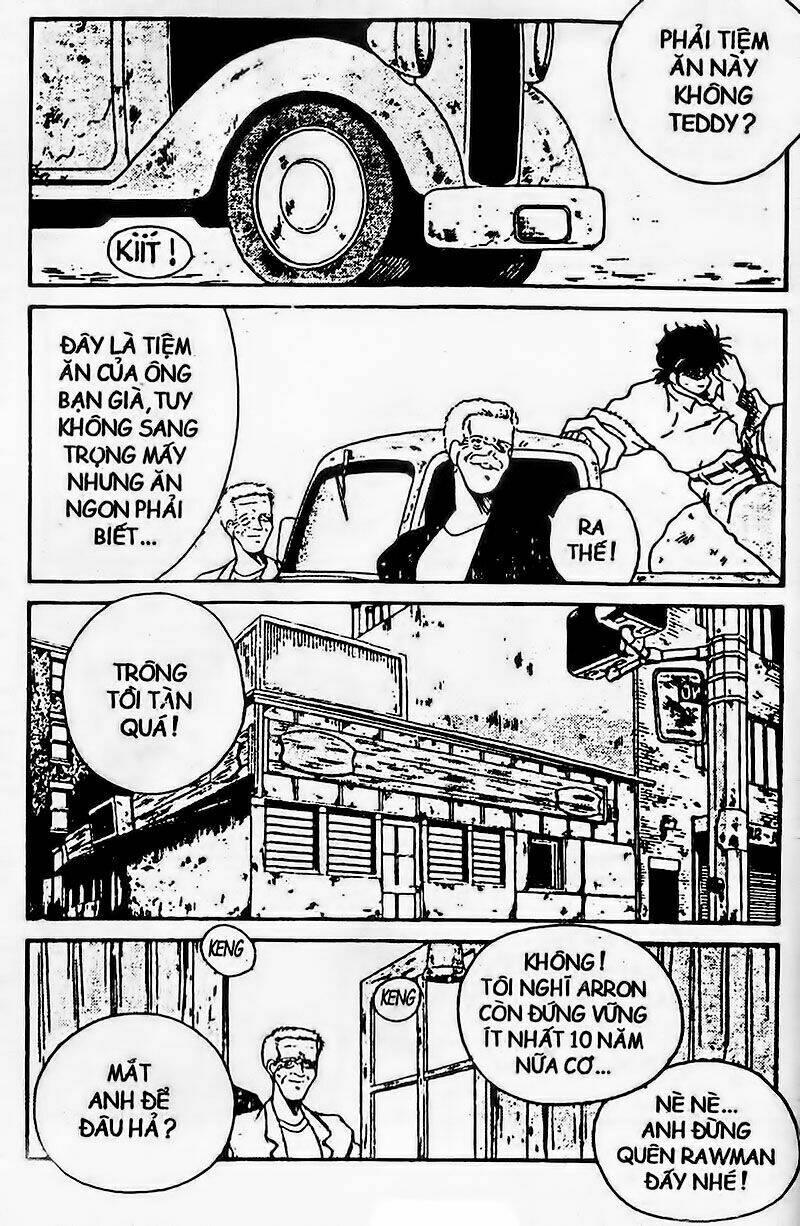 PHẢI TIỆM
ĂN NÀY
KHÔNG
TEDDY?
KIÍT!
ĐÂY LÀ TIỆM
ĂN CỦA ÔNG
BẠN GIÀ, TUY
KHÔNG SANG
TRỌNG MẤY
NHƯNG ĂN
NGON PHẢI
BIẾT...
RA
THẾ!
TRÔNG
TỒI TÀN
QUÁ!
KENG
KENG
KHÔNG!
TÔI NGHĨ ARRON
CÒN ĐỨNG VỮNG
ÍT NHẤT 10 NĂM
NỮA CƠ...
MẮT
ANH ĐỂ
ĐÂU HẢ?
NÈ NÈ...
ANH ĐỪNG
QUÊN RAWMAN
ĐẤY NHÉ!